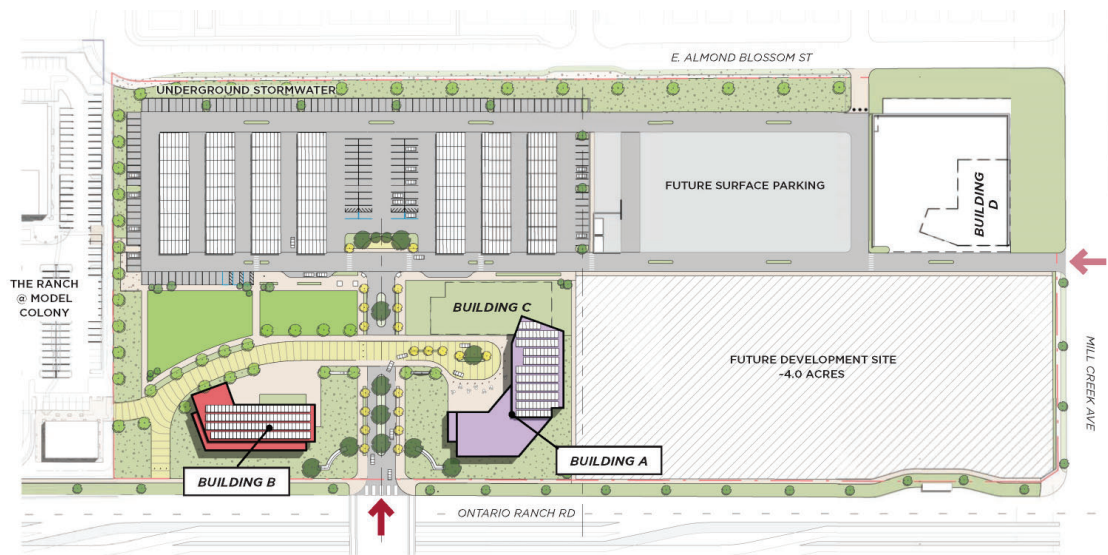 E. ALMOND BLOSSOM ST
UNDERGROUND STORMWATER
FUTURE SURFACE PARKING
BUILDING
D
THE RANCH
@ MODEL
COLONY
BUILDING C
FUTURE DEVELOPMENT SITE
~4.0 ACRES
MILL CREEK AVE
BUILDING A
BUILDING B
ONTARIO RANCH RD